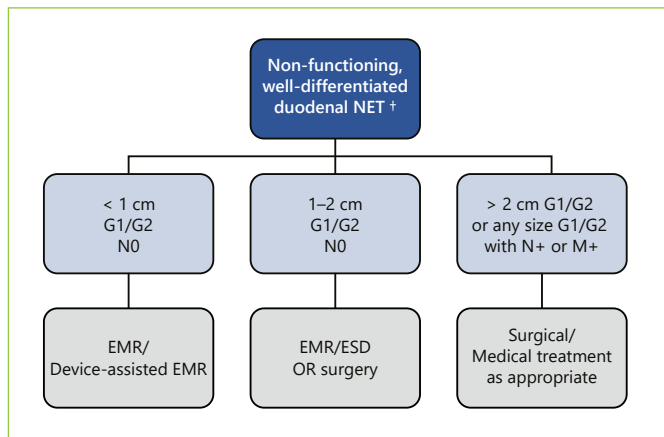 Non-functioning,
well-differentiated
duodenal NET †
< 1 cm
G1/G2
N0
1–2 cm
G1/G2
N0
> 2 cm G1/G2
or any size G1/G2
with N+ or M+
EMR/
Device-assisted EMR
EMR/ESD
OR surgery
Surgical/
Medical treatment
as appropriate